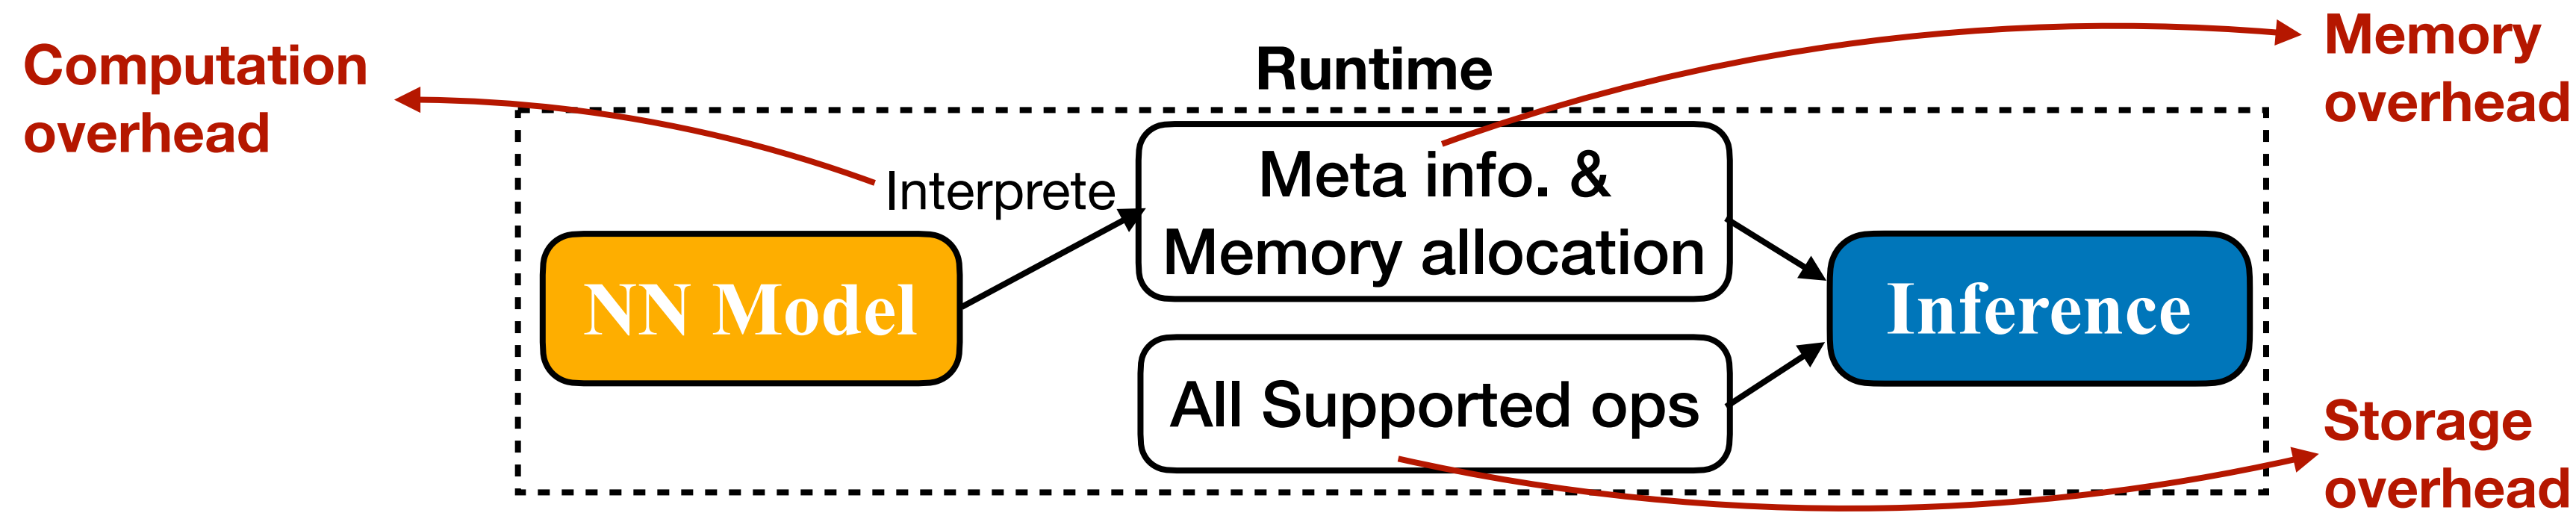 Computation
overhead
Runtime
Memory
overhead
Interprete
Meta info. &
Memory allocation
NN Model
Inference
All Supported ops
Storage
overhead